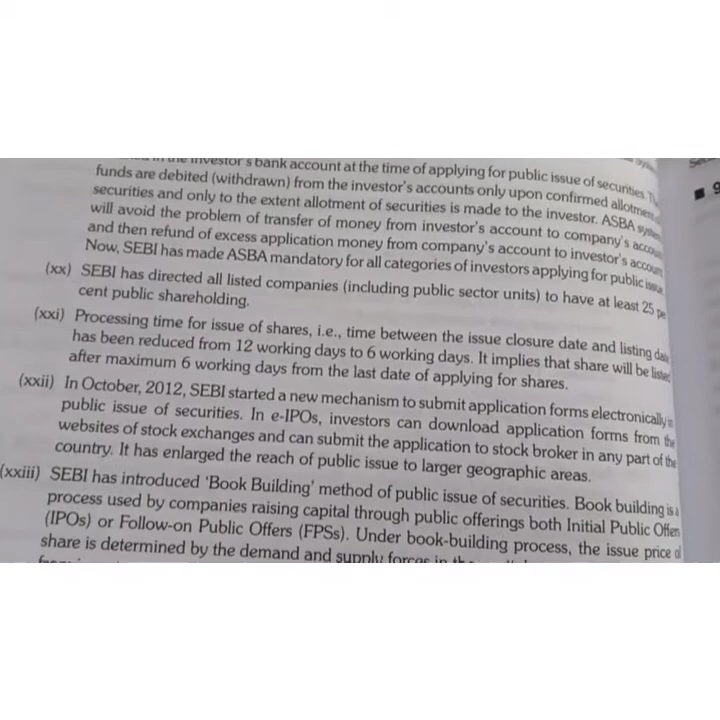 in the investor's bank account at the time of applying for public issue of securities.
funds are debited (withdrawn) from the investor's accounts only upon confirmed allotment
securities and only to the extent allotment of securities is made to the investor. ASBA system
will avoid the problem of transfer of money from investor's account to company's
and then refund of excess application money from company's account to investor's account
Now, SEBI has made ASBA mandatory for all categories of investors applying for public issue
(xx) SEBI has directed all listed companies (including public sector units) to have at least 25 pe
cent public shareholding.
(xxi) Processing time for issue of shares, i.e., time between the issue closure date and listing
has been reduced from 12 working days to 6 working days. It implies that share will be listed
after maximum 6 working days from the last date of applying for shares.
(xxii) In October, 2012, SEBI started a new mechanism to submit application forms electronically in
public issue of securities. In e-IPOs, investors can download application forms from the
websites of stock exchanges and can submit the application to stock broker in any part of the
country. It has enlarged the reach of public issue to larger geographic areas.
(xxiii) SEBI has introduced 'Book Building' method of public issue of securities. Book building is a
process used by companies raising capital through public offerings both Initial Public Offers
(IPOs) or Follow-on Public Offers (FPSs). Under book-building process, the issue price of
share is determined by the demand and supply forces in